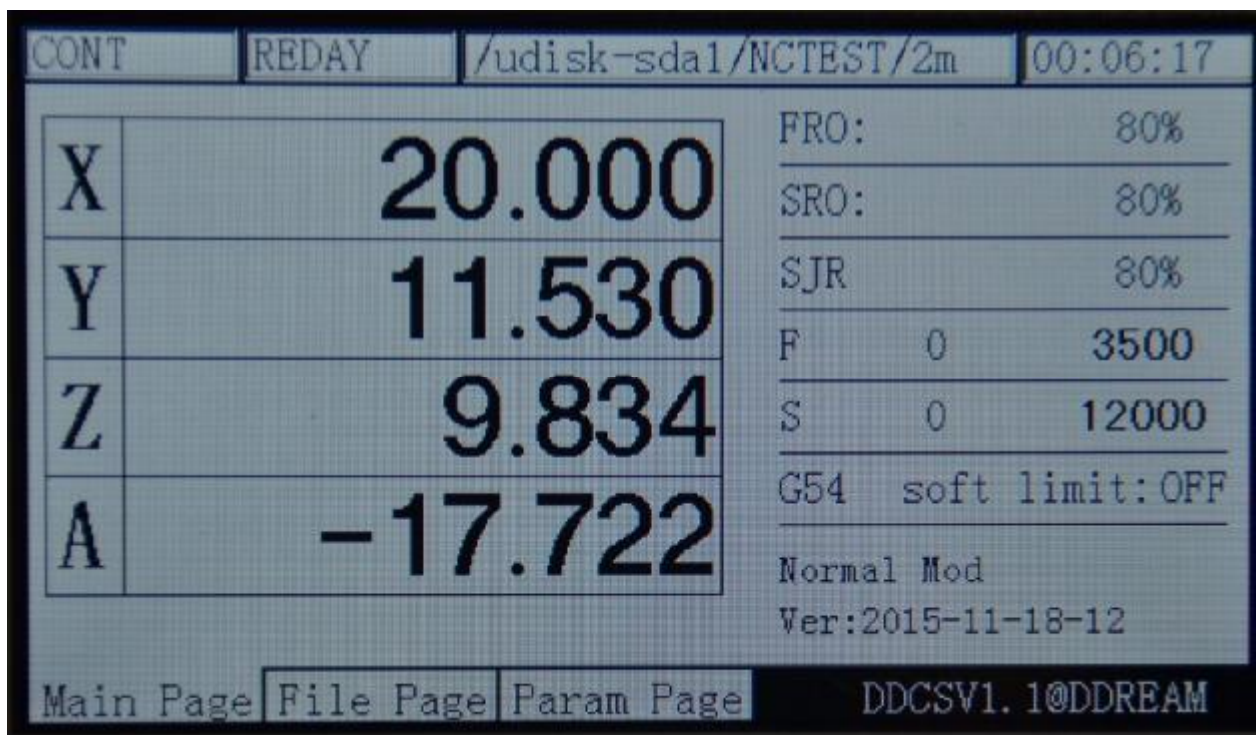 CONT REDAY /udisk-sda1/NCTEST/2m 00:06:17
X 20.000
Y 11.530
Z 9.834
A -17.722
FRO: 80%
SRO: 80%
SJR 80%
F 0 3500
S 0 12000
G54 soft limit:OFF
Normal Mod
Ver:2015-11-18-12
Main Page File Page Param Page DDCSV1.1@DDREAM